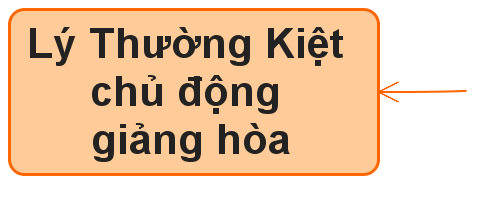 Lý Thường Kiệt
chủ động
giảng hòa